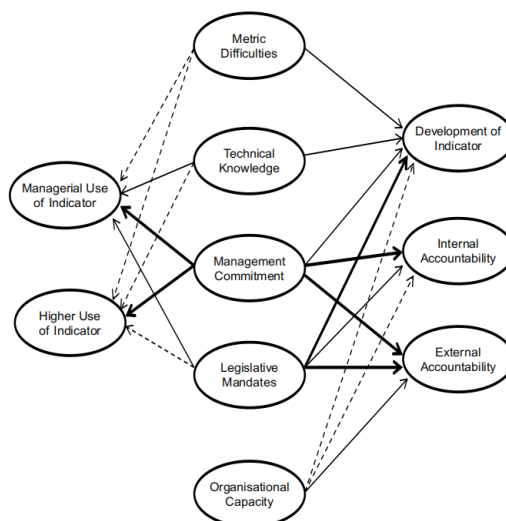 Metric
Difficulties
Development of
Indicator
Technical
Knowledge
Managerial Use
of Indicator
Management
Commitment
Internal
Accountability
Higher Use
of Indicator
Legislative
Mandates
External
Accountability
Organisational
Capacity